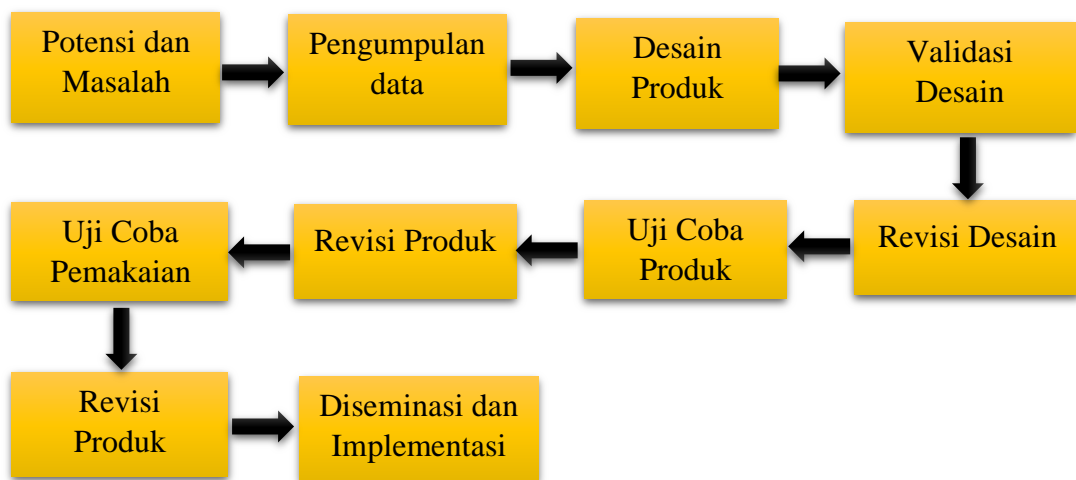 Potensi dan
Masalah
Pengumpulan
data
Desain
Produk
Validasi
Desain
Revisi Desain
Uji Coba
Produk
Revisi Produk
Uji Coba
Pemakaian
Revisi
Produk
Diseminasi dan
Implementasi